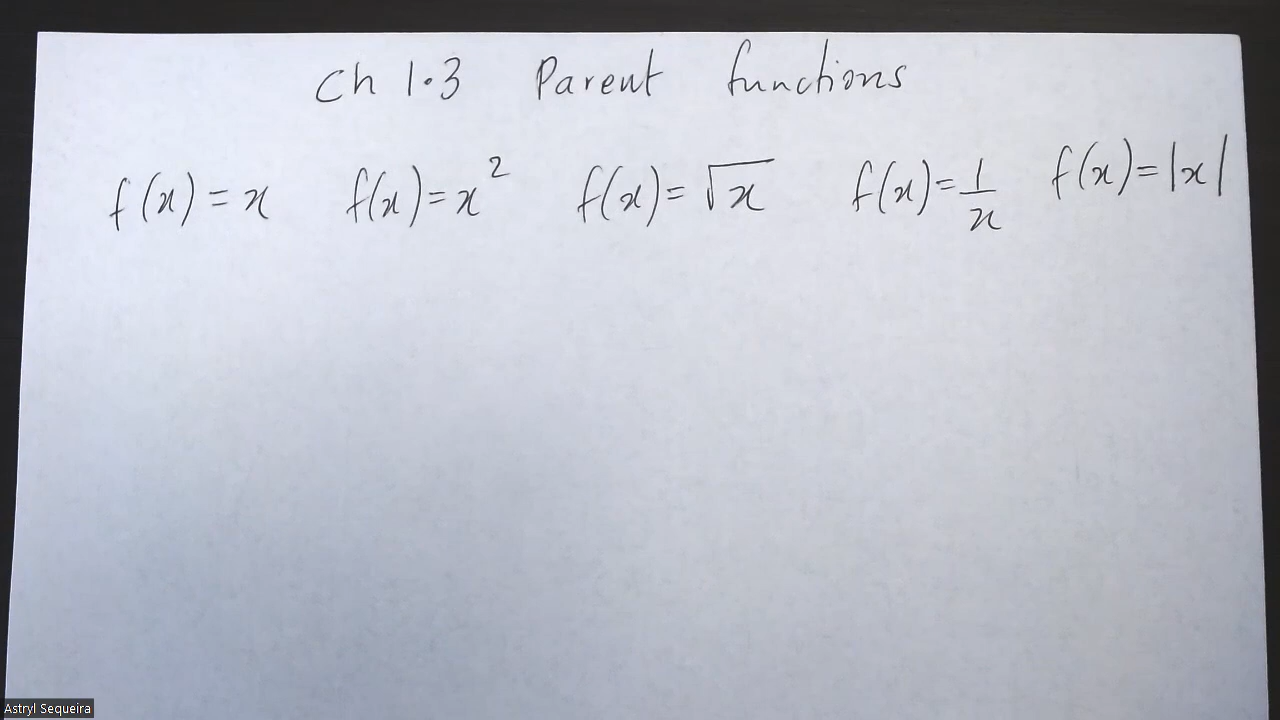 Ch 1.3 Parent functions
f(x) = x f(x) = x² f(x) = √x f(x) = 1/x f(x) = |x|
Astryl Sequeira